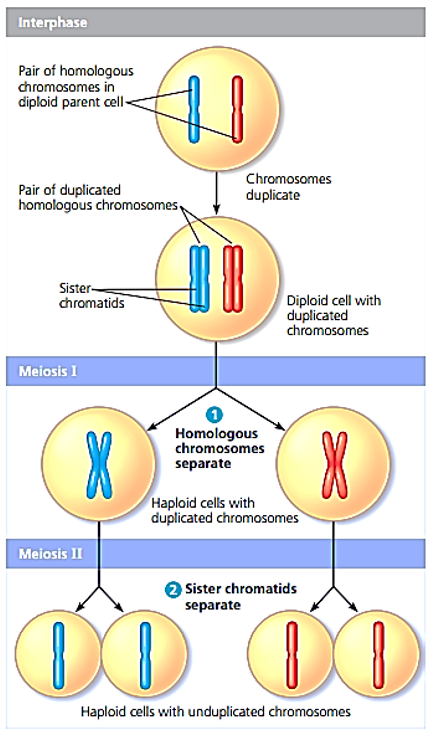 Interphase
Pair of homologous
chromosomes in
diploid parent cell
Chromosomes
duplicate
Pair of duplicated
homologous chromosomes
Sister
chromatids
Diploid cell with
duplicated
chromosomes
Meiosis I
1
Homologous
chromosomes
separate
Haploid cells with
duplicated chromosomes
Meiosis II
2 Sister chromatids
separate
Haploid cells with unduplicated chromosomes